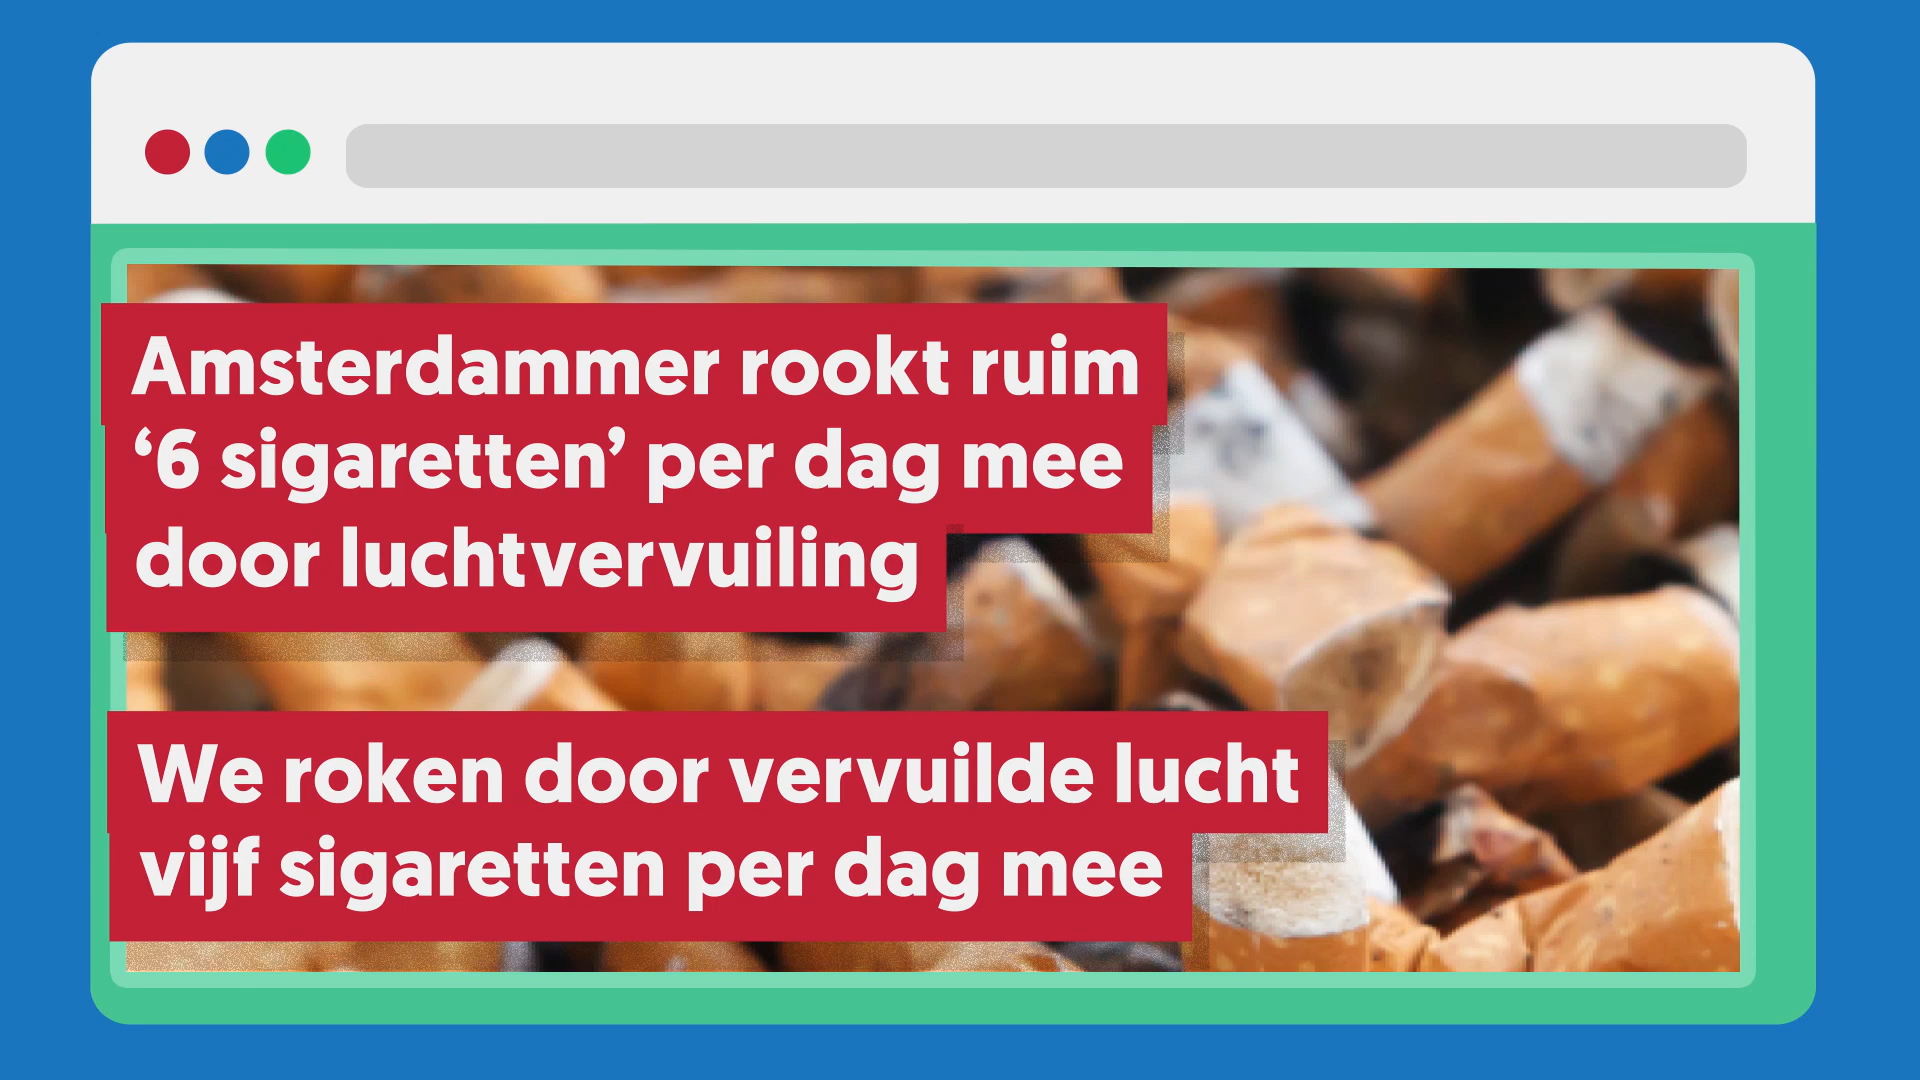 Amsterdammer rookt ruim
‘6 sigaretten’ per dag mee
door luchtvervuiling
We roken door vervuilde lucht
vijf sigaretten per dag mee